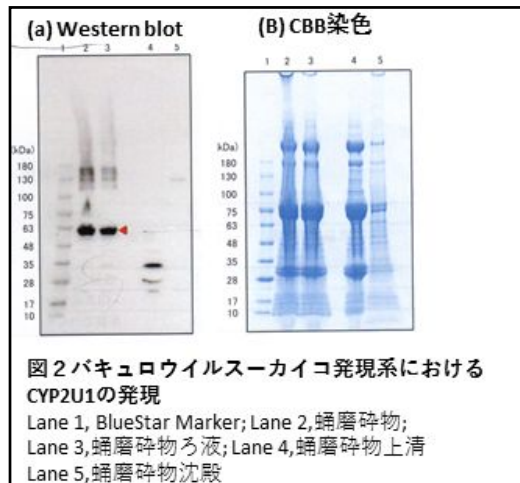 (a) Western blot
(B) CBB染色
1 2 3 4 5
(kDa)
180
130
100
75
63
48
35
28
17
10
1 2 3 4 5
(kDa)
180
130
100
75
63
48
35
28
17
10
図２バキュロウイルスーカイコ発現系における
CYP2U1の発現
Lane 1, BlueStar Marker; Lane 2,蛹磨砕物;
Lane 3,蛹磨砕物ろ液; Lane 4,蛹磨砕物上清
Lane 5,蛹磨砕物沈殿